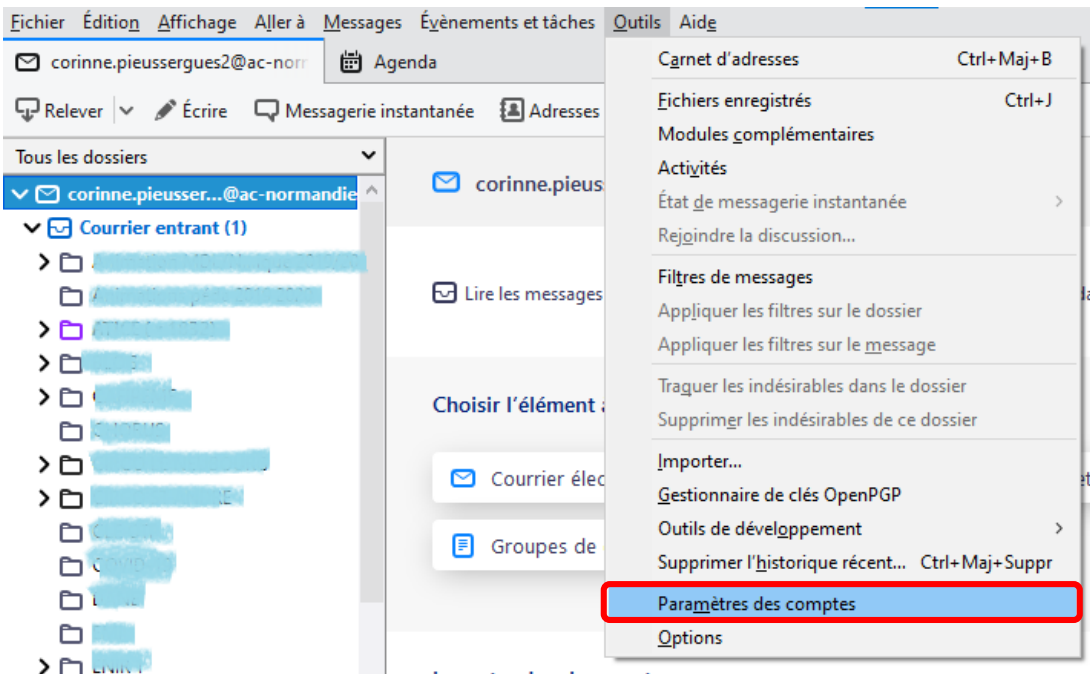 Fichier Édition Affichage Aller à Messages Évènements et tâches Outils Aide
corinne.pieussergues2@ac-norm Agenda
Relever Écrire Messagerie instantanée Adresses
Tous les dossiers
corinne.pieusser...@ac-normandie
Courrier entrant (1)
corinne.pieus
Lire les messages
Choisir l'élément
Courrier élec
Groupes de
Carnet d'adresses Ctrl+Maj+B
Fichiers enregistrés Ctrl+J
Modules complémentaires
Activités
État de messagerie instantanée
Rejoindre la discussion...
Filtres de messages
Appliquer les filtres sur le dossier
Appliquer les filtres sur le message
Traquer les indésirables dans le dossier
Supprimer les indésirables de ce dossier
Importer...
Gestionnaire de clés OpenPGP
Outils de développement
Supprimer l'historique récent... Ctrl+Maj+Suppr
Paramètres des comptes
Options